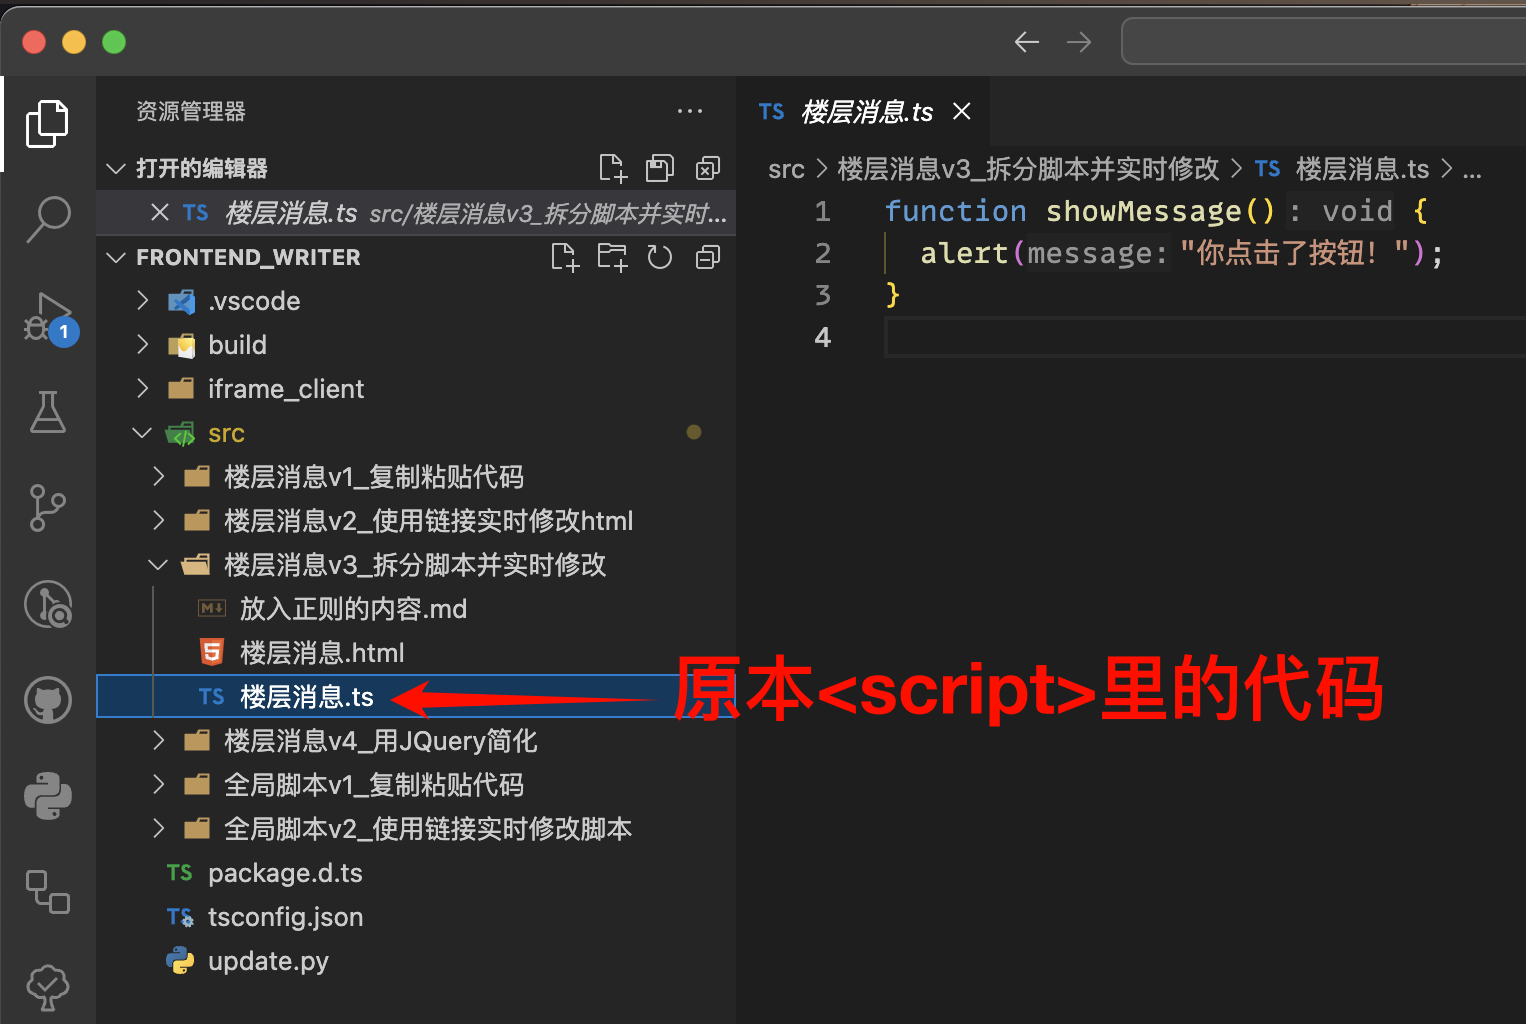 资源管理器
打开的编辑器
TS 楼层消息.ts src/楼层消息v3_拆分脚本并实时...
FRONTEND_WRITER
.vscode
build
iframe_client
src
楼层消息v1_复制粘贴代码
楼层消息v2_使用链接实时修改html
楼层消息v3_拆分脚本并实时修改
放入正则的内容.md
楼层消息.html
TS 楼层消息.ts
楼层消息v4_用JQuery简化
全局脚本v1_复制粘贴代码
全局脚本v2_使用链接实时修改脚本
TS package.d.ts
TS tsconfig.json
update.py
1
TS 楼层消息.ts
src > 楼层消息v3_拆分脚本并实时修改 > TS 楼层消息.ts > ...
1 function showMessage(): void {
2 alert(message: "你点击了按钮！");
3 }
4
原本<script>里的代码